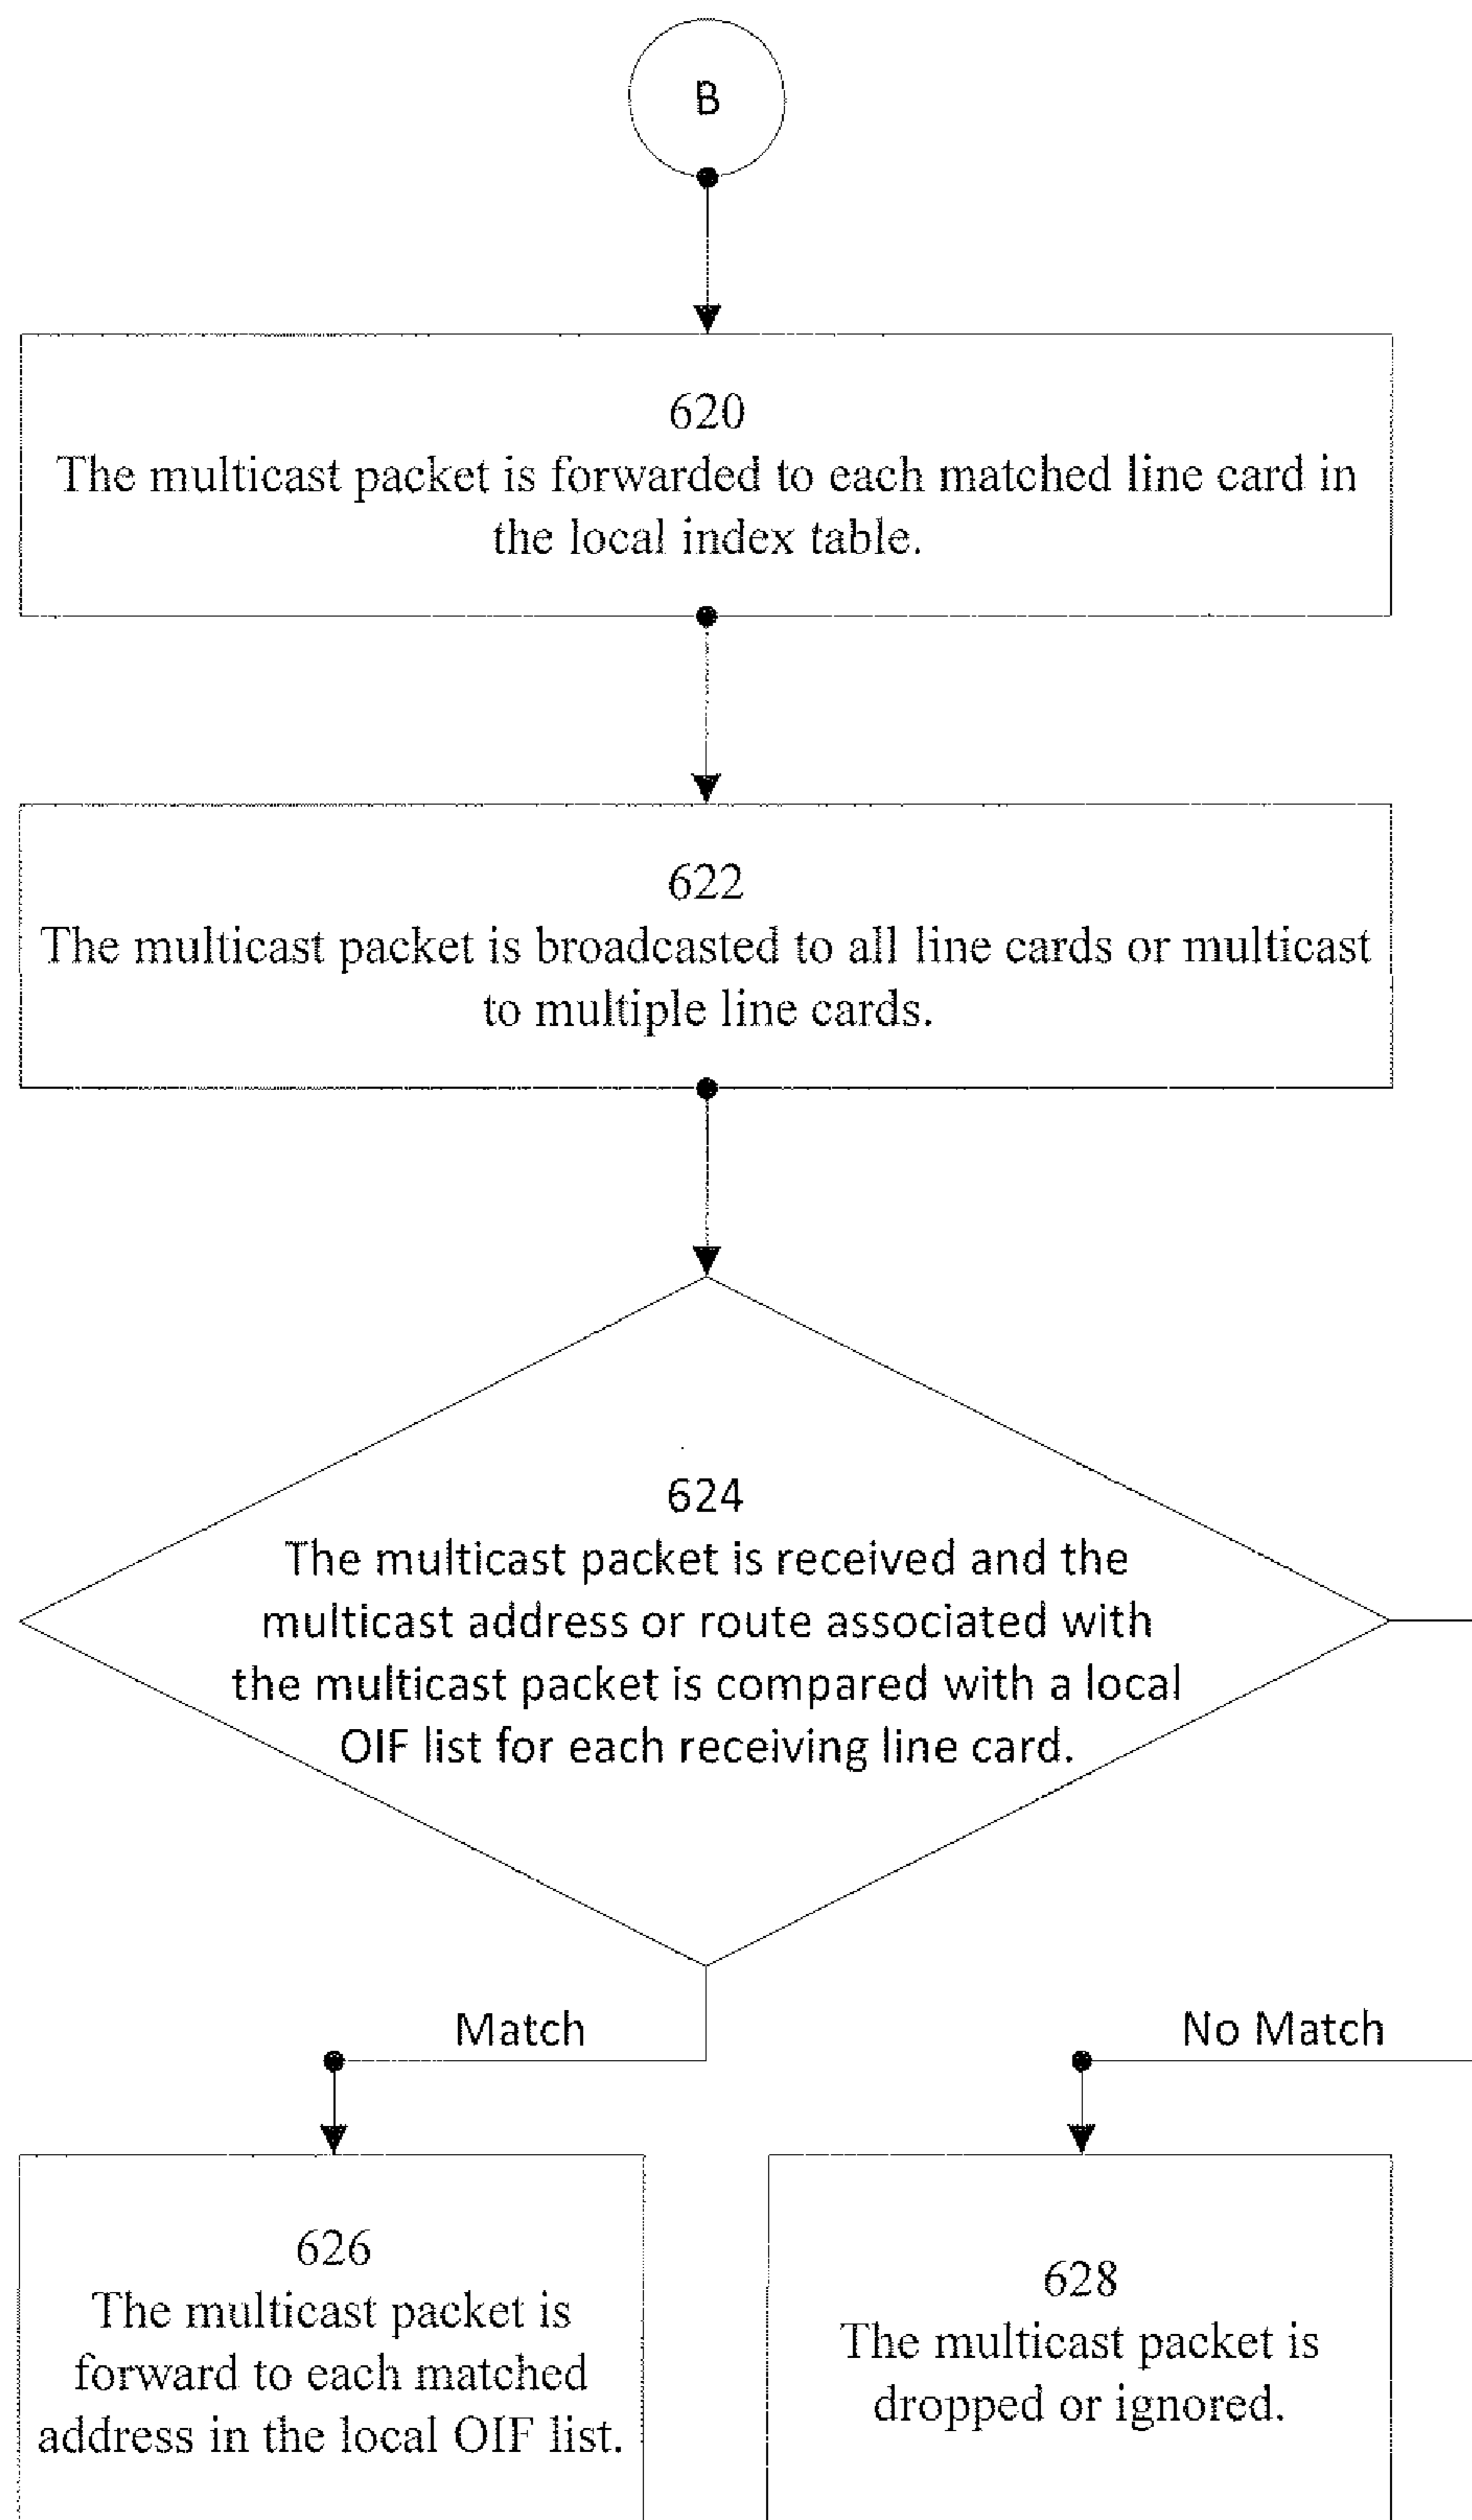 B
620
The multicast packet is forwarded to each matched line card in
the local index table.
622
The multicast packet is broadcasted to all line cards or multicast
to multiple line cards.
624
The multicast packet is received and the
multicast address or route associated with
the multicast packet is compared with a local
OIF list for each receiving line card.
Match
No Match
626
The multicast packet is
forward to each matched
address in the local OIF list.
628
The multicast packet is
dropped or ignored.